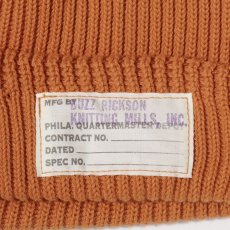 MFG BY BUZZ RICKSON
KNITTING MILLS, INC.
PHILA. QUARTERMASTER DEPOT
CONTRACT NO.
DATED
SPEC NO.